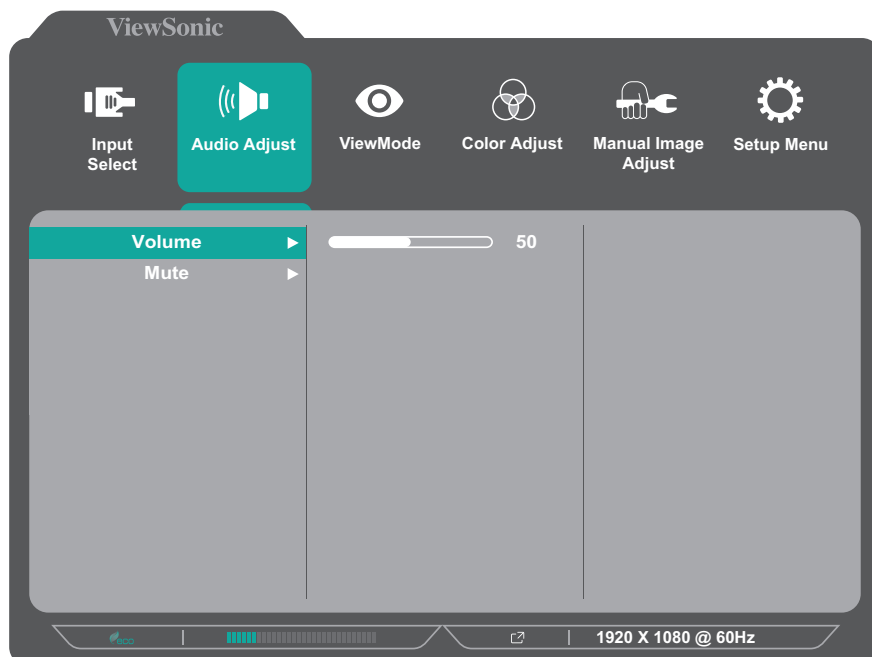 ViewSonic
Input
Select
Audio Adjust
ViewMode
Color Adjust
Manual Image
Adjust
Setup Menu
Volume
50
Mute
eco
1920 X 1080 @ 60Hz